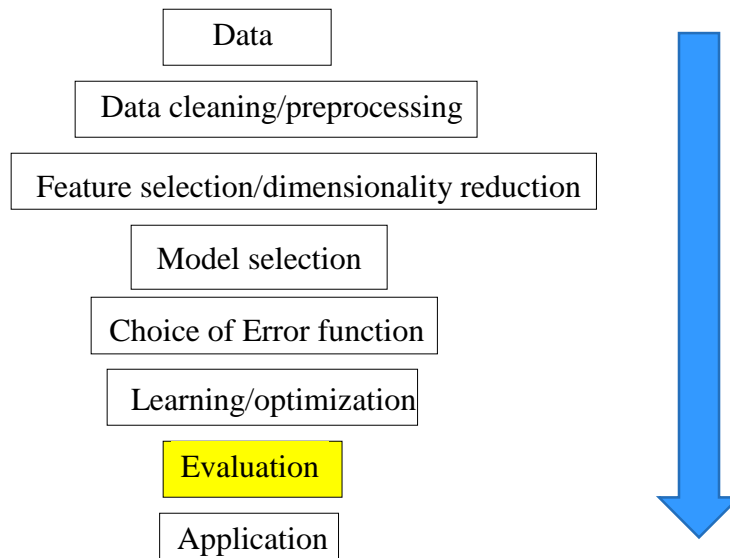 Data
Data cleaning/preprocessing
Feature selection/dimensionality reduction
Model selection
Choice of Error function
Learning/optimization
Evaluation
Application